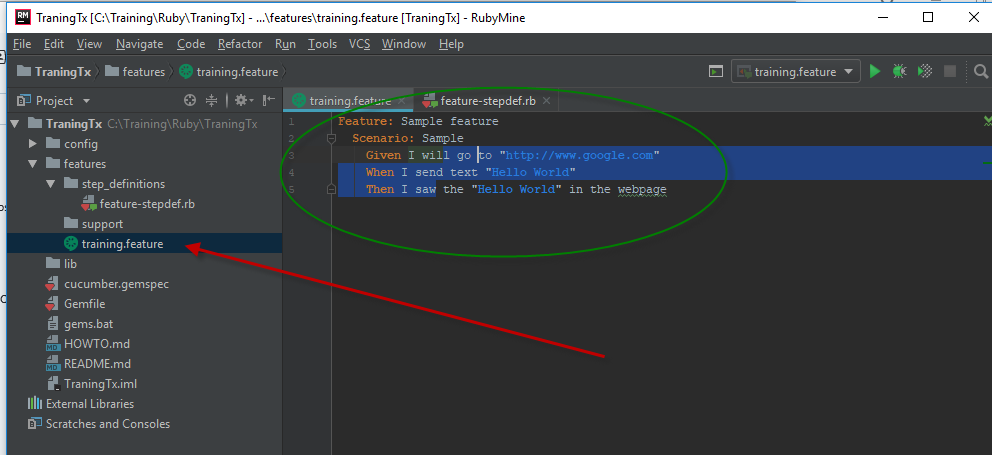 RM TraningTx [C:\Training\Ruby\TraningTx] - ...\features\training.feature [TraningTx] - RubyMine
File Edit View Navigate Code Refactor Run Tools VCS Window Help
TraningTx features training.feature training.feature
Project training.feature feature-stepdef.rb
TraningTx C:\Training\Ruby\TraningTx
config
features
step_definitions
feature-stepdef.rb
support
training.feature
lib
cucumber.gemspec
Gemfile
gems.bat
HOWTO.md
README.md
TraningTx.iml
External Libraries
Scratches and Consoles
1 Feature: Sample feature
2 Scenario: Sample
3 Given I will go to "http://www.google.com"
4 When I send text "Hello World"
5 Then I saw the "Hello World" in the webpage